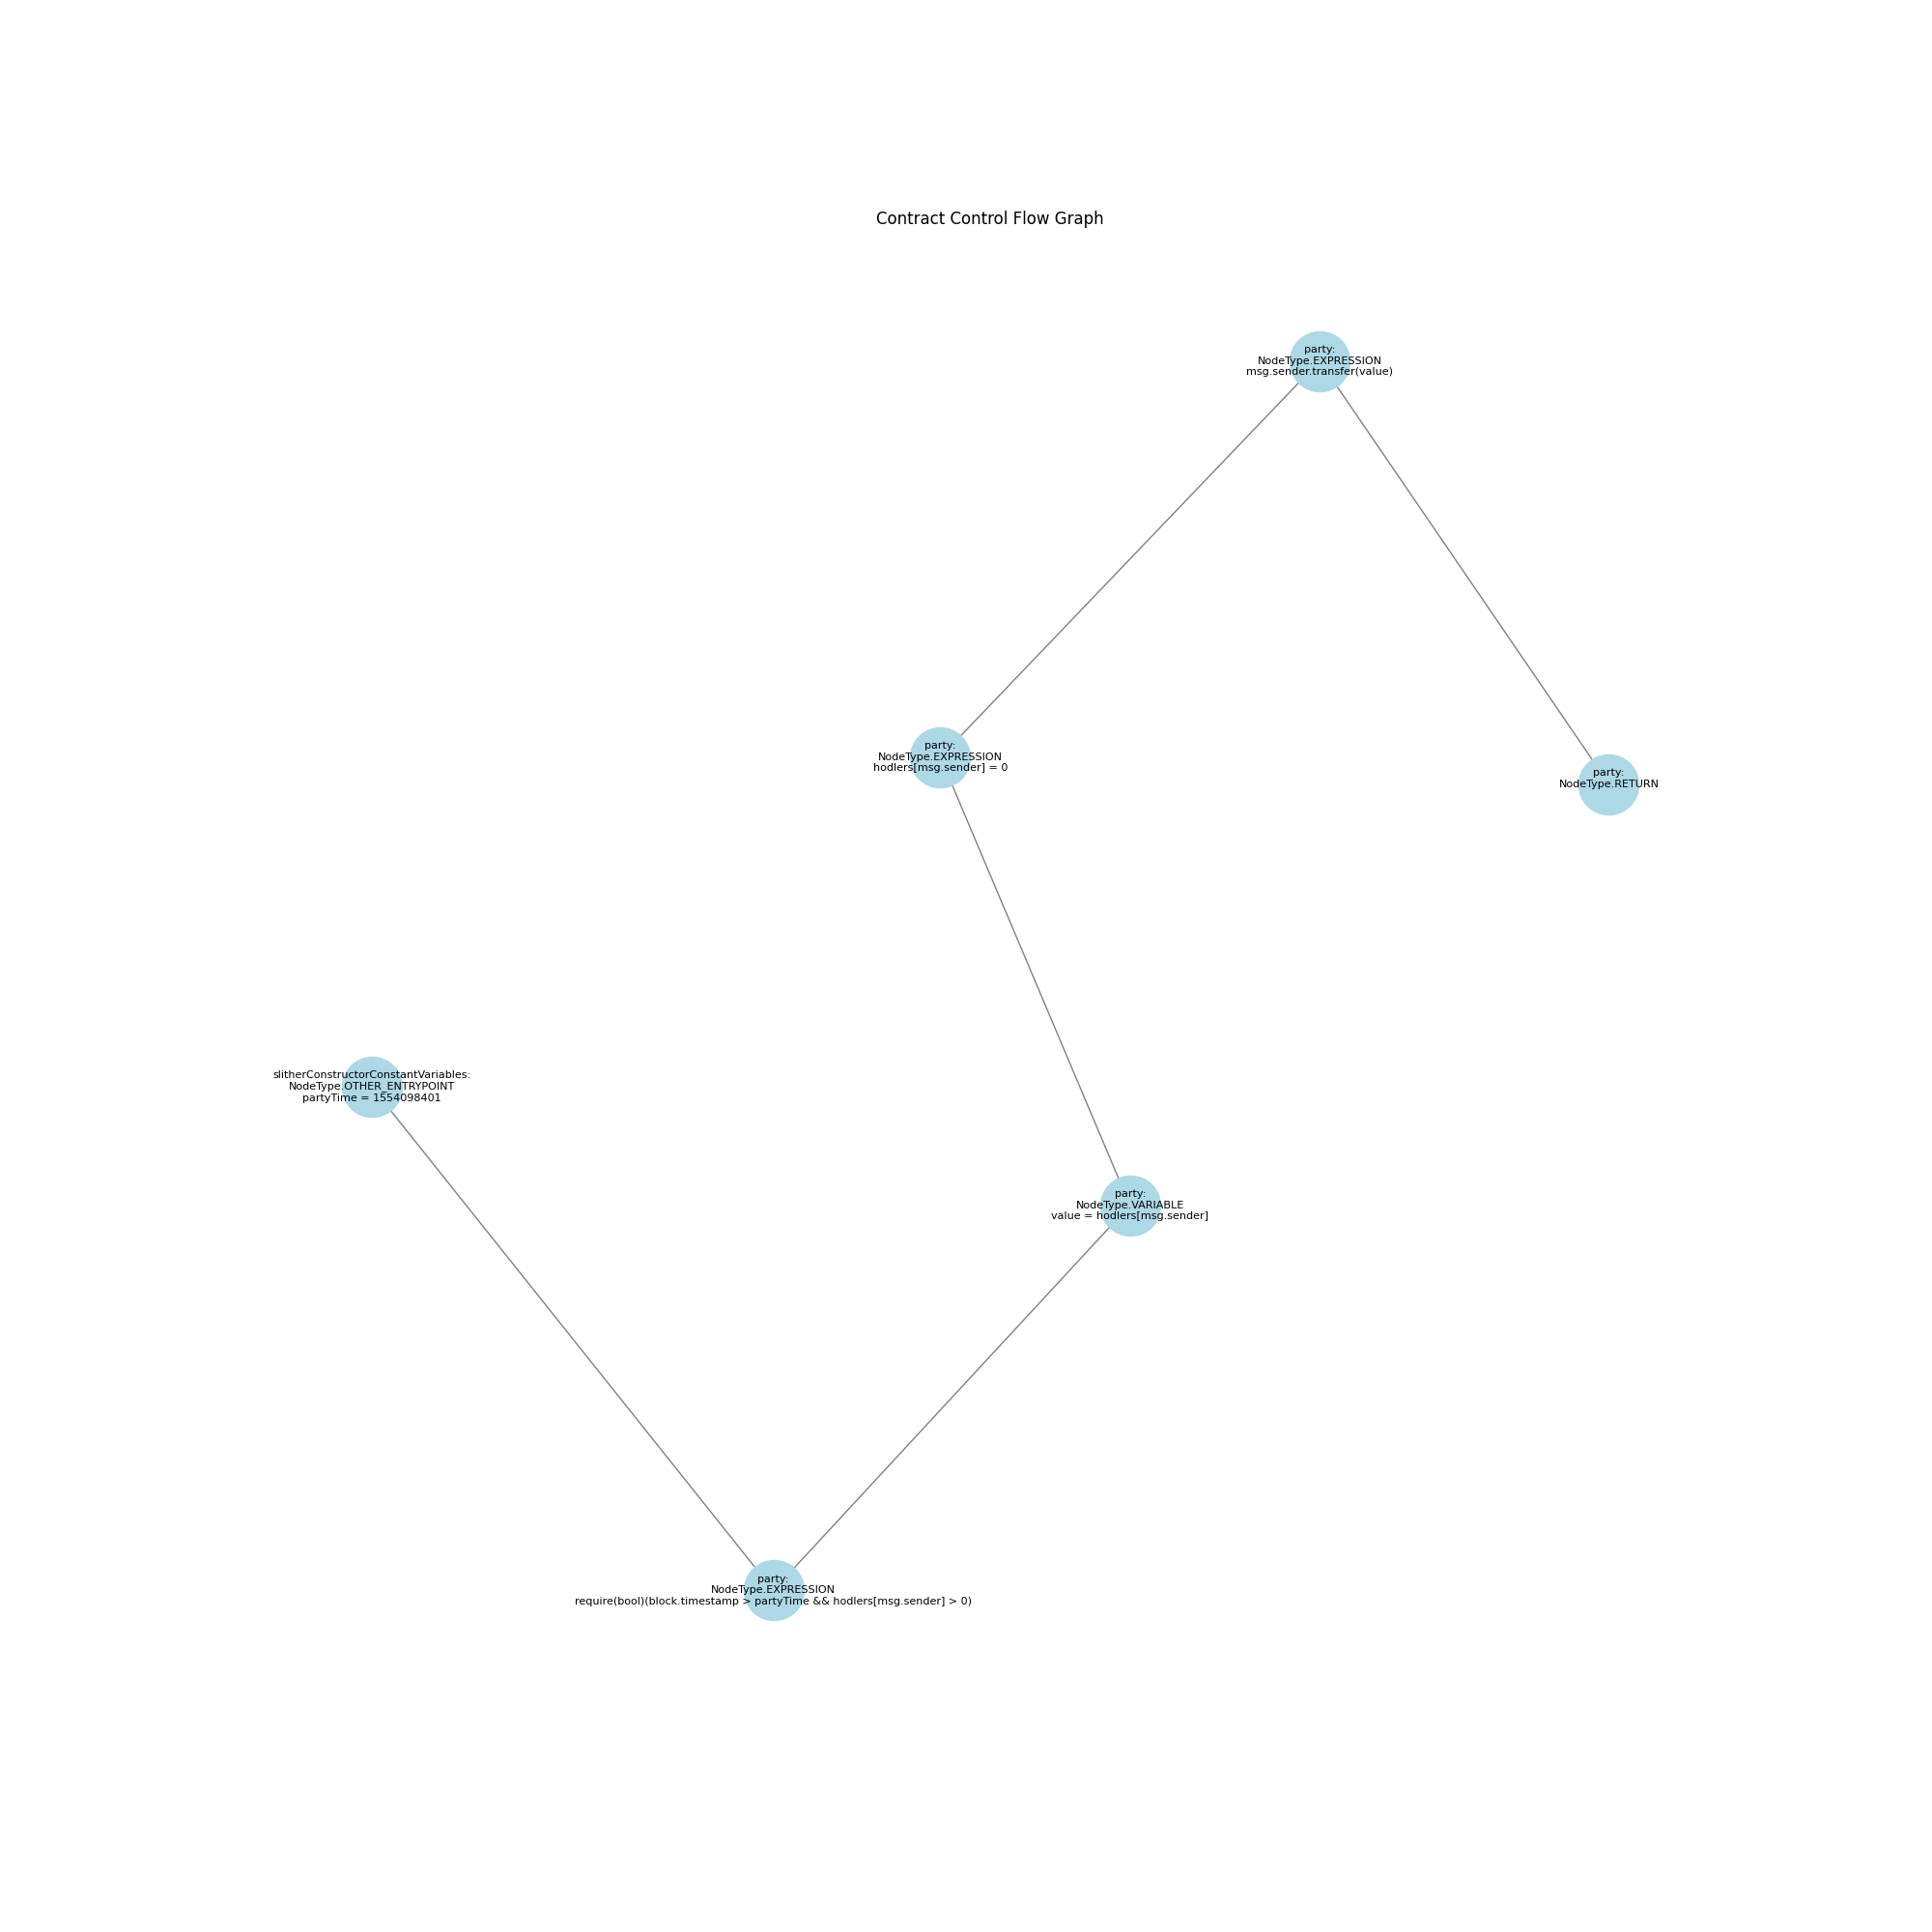 Contract Control Flow Graph
party:
NodeType.EXPRESSION
msg.sender.transfer(value)
party:
NodeType.EXPRESSION
hodlers[msg.sender] = 0
party:
NodeType.RETURN
slitherConstructorConstantVariables:
NodeType.OTHER_ENTRYPOINT
partyTime = 1554098401
party:
NodeType.VARIABLE
value = hodlers[msg.sender]
party:
NodeType.EXPRESSION
require(bool)(block.timestamp > partyTime && hodlers[msg.sender] > 0)